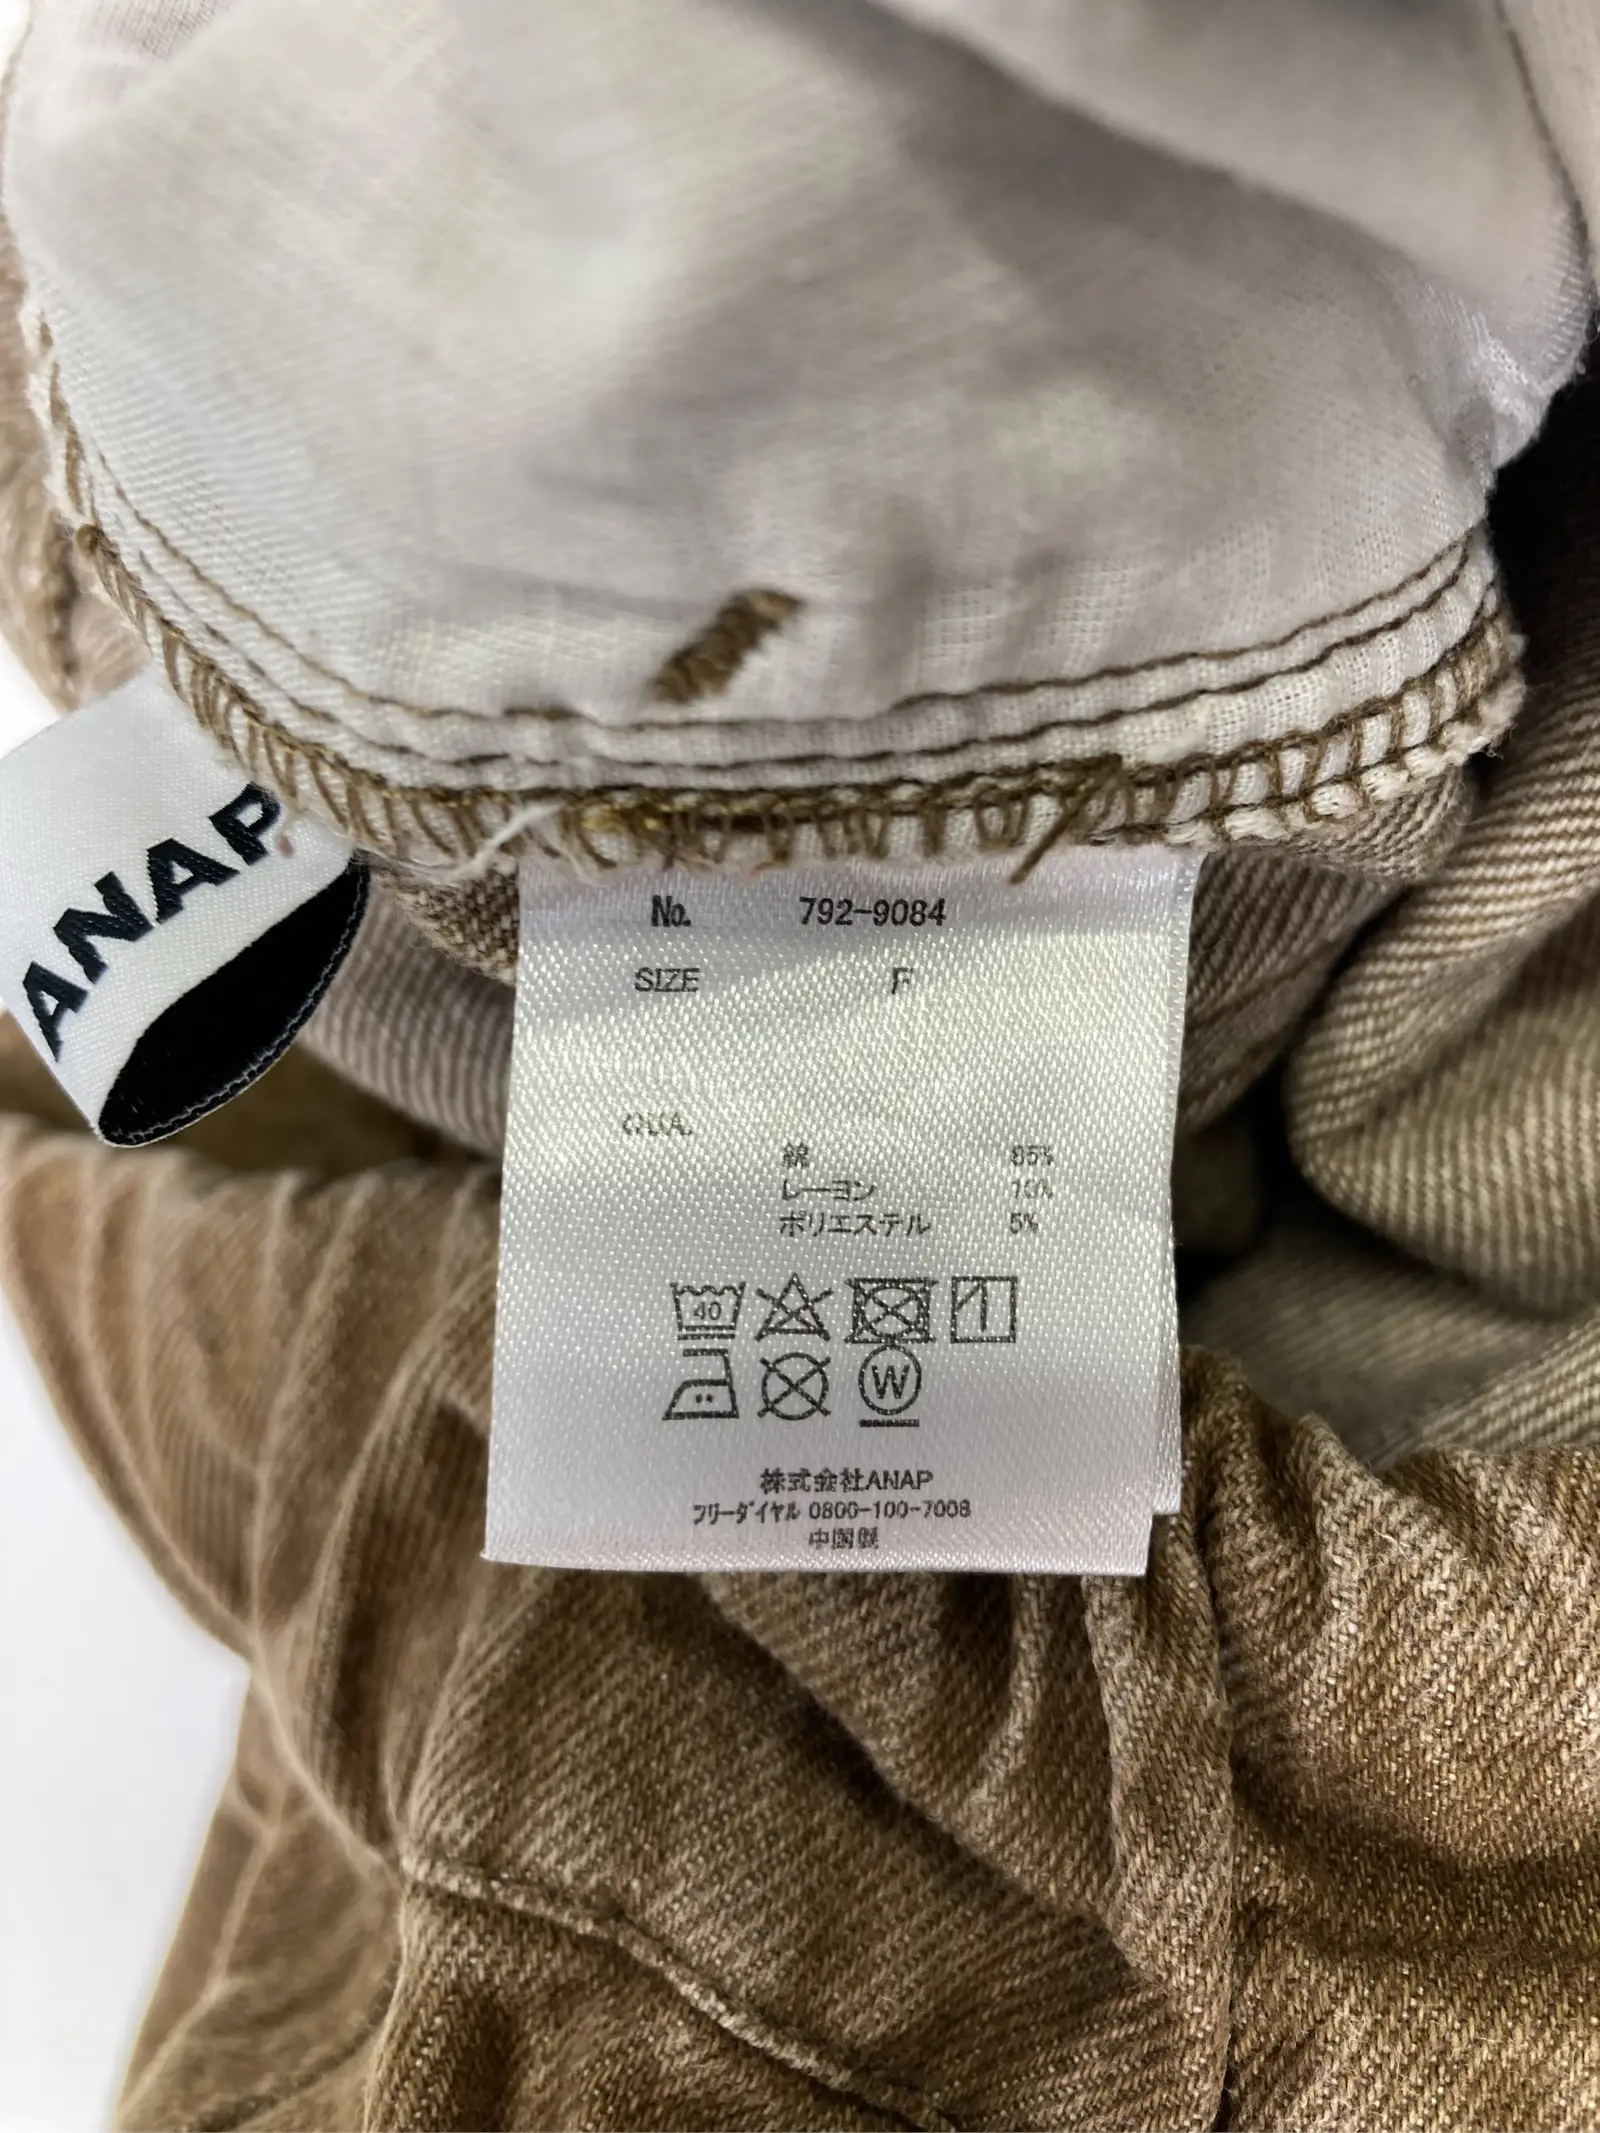 ANAP
No. 792-9084
SIZE F
QUA.
綿 85%
レーヨン 10%
ポリエステル 5%
40
W
株式会社ANAP
フリーダイヤル 0800-100-7008
中国製